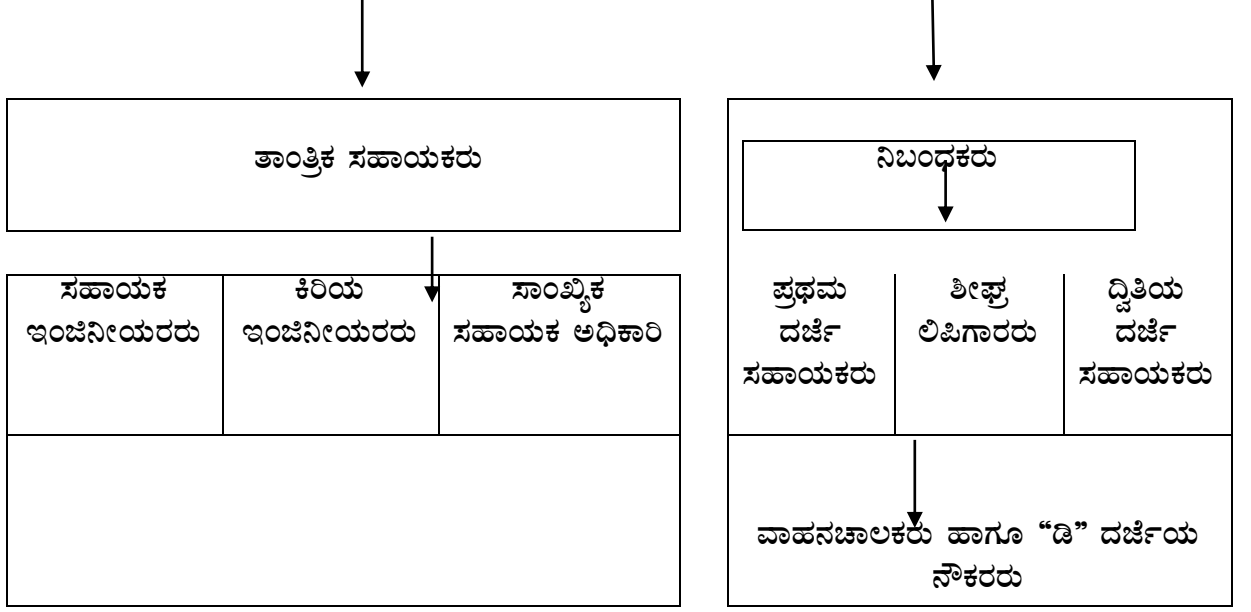 ತಾಂತ್ರಿಕ ಸಹಾಯಕರು
ಸಹಾಯಕ
ಇಂಜಿನೀಯರರು
ಕಿರಿಯ
ಇಂಜಿನೀಯರರು
ಸಾಂಖ್ಯಿಕ
ಸಹಾಯಕ ಅಧಿಕಾರಿ
ನಿಬಂಧಕರು
ಪ್ರಥಮ
ದರ್ಜೆ
ಸಹಾಯಕರು
ಶೀಘ್ರ
ಲಿಪಿಗಾರರು
ದ್ವಿತಿಯ
ದರ್ಜೆ
ಸಹಾಯಕರು
ವಾಹನಚಾಲಕರು ಹಾಗೂ “ಡಿ” ದರ್ಜೆಯ
ನೌಕರರು